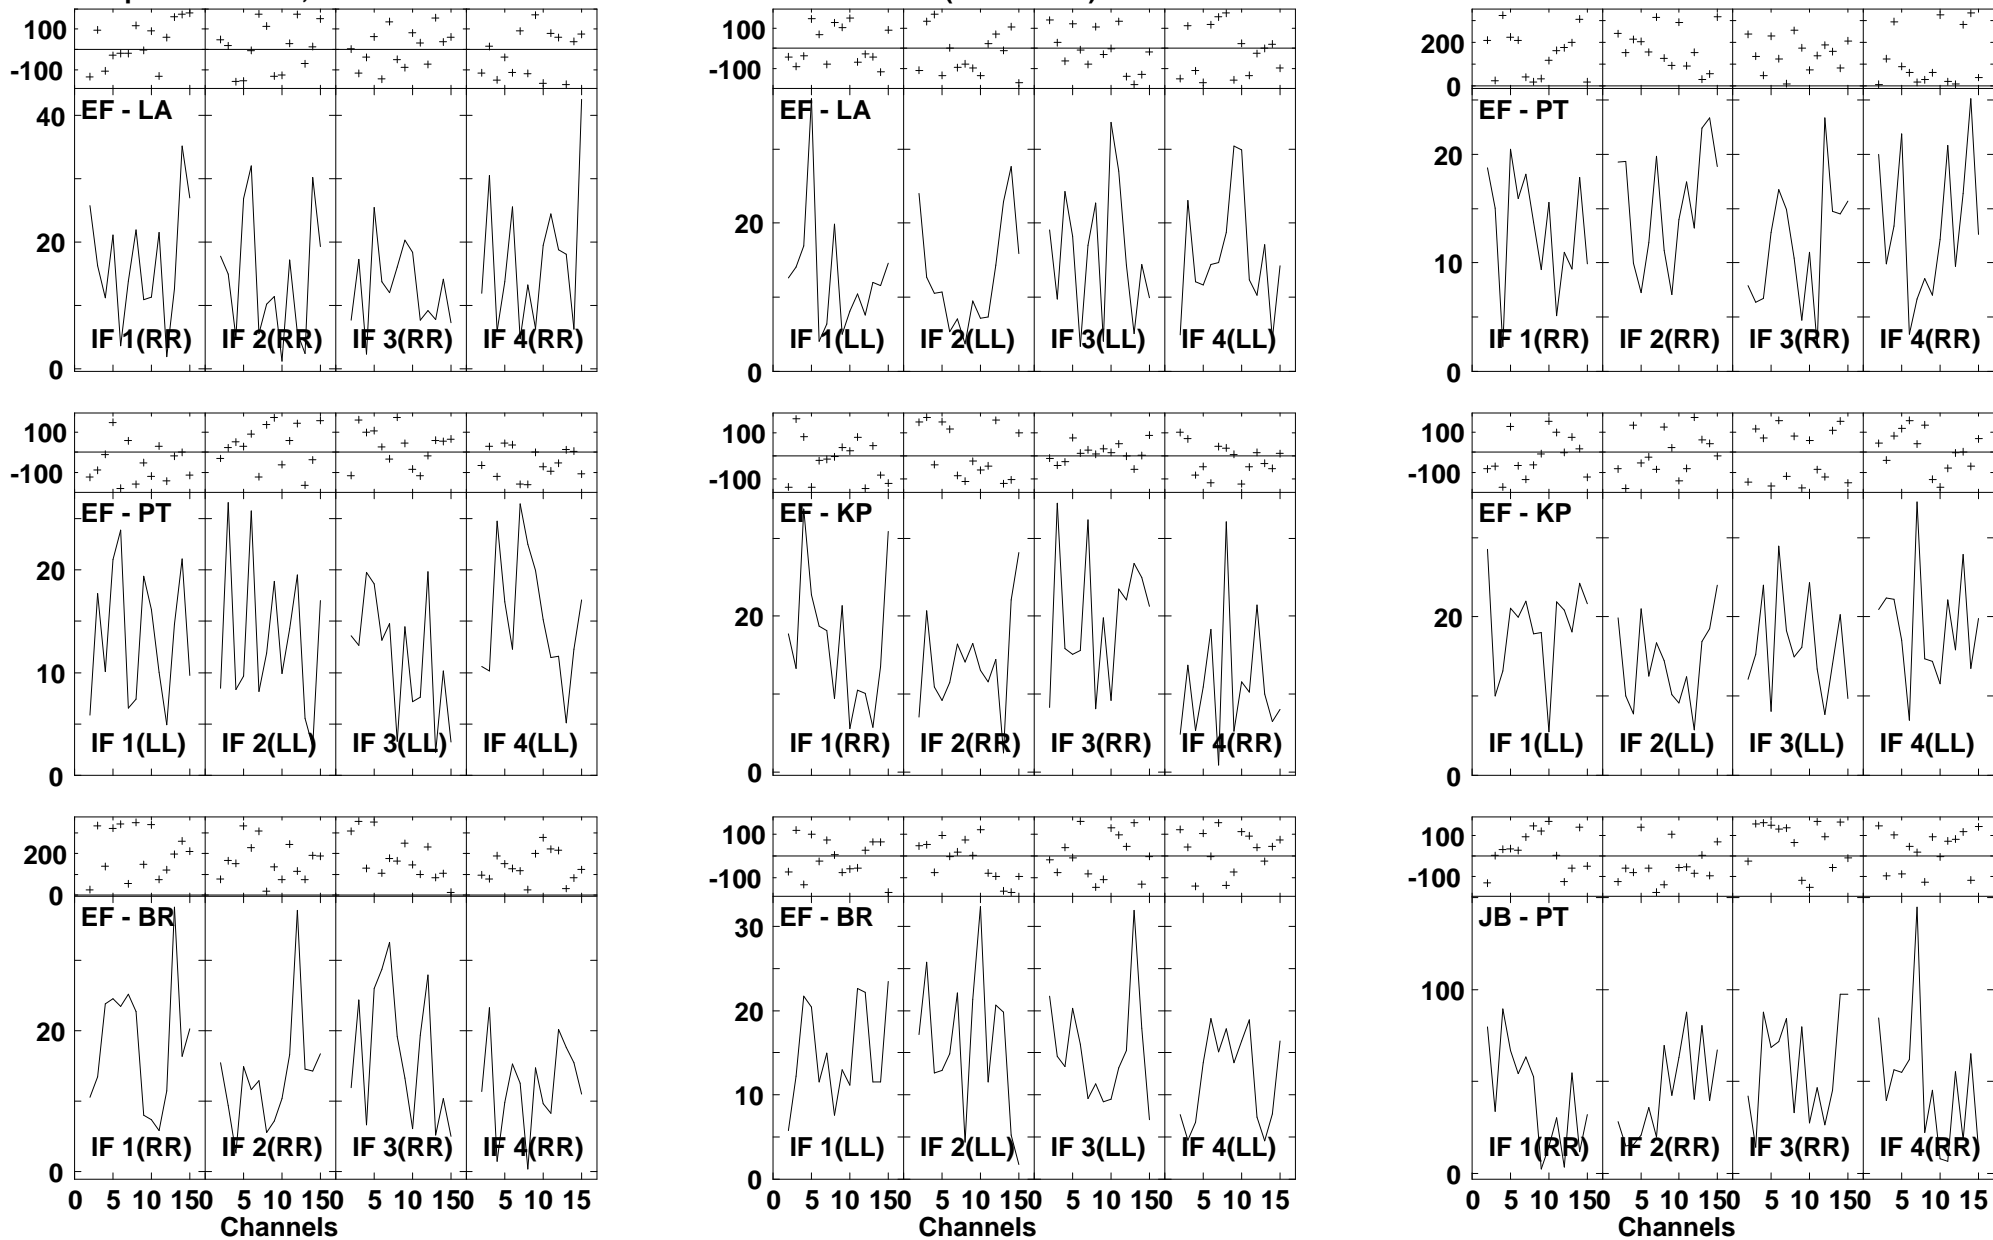 100
-100
EF - LA
40
20
0
IF 1(RR) IF 2(RR) IF 3(RR) IF 4(RR)
100
-100
EF - LA
20
0
IF 1(LL) IF 2(LL) IF 3(LL) IF 4(LL)
200
0
EF - PT
20
10
0
IF 1(RR) IF 2(RR) IF 3(RR) IF 4(RR)
100
-100
EF - PT
20
10
0
IF 1(LL) IF 2(LL) IF 3(LL) IF 4(LL)
100
-100
EF - KP
20
0
IF 1(RR) IF 2(RR) IF 3(RR) IF 4(RR)
100
-100
EF - KP
20
0
IF 1(LL) IF 2(LL) IF 3(LL) IF 4(LL)
200
0
EF - BR
20
0
IF 1(RR) IF 2(RR) IF 3(RR) IF 4(RR)
0 5 10 150 5 10 150 5 10 150 5 10 15
Channels
100
-100
EF - BR
30
20
10
0
IF 1(LL) IF 2(LL) IF 3(LL) IF 4(LL)
0 5 10 150 5 10 150 5 10 150 5 10 15
100
-100
JB - PT
100
0
IF 1(RR) IF 2(RR) IF 3(RR) IF 4(RR)
0 5 10 150 5 10 150 5 10 150 5 10 15
Channels